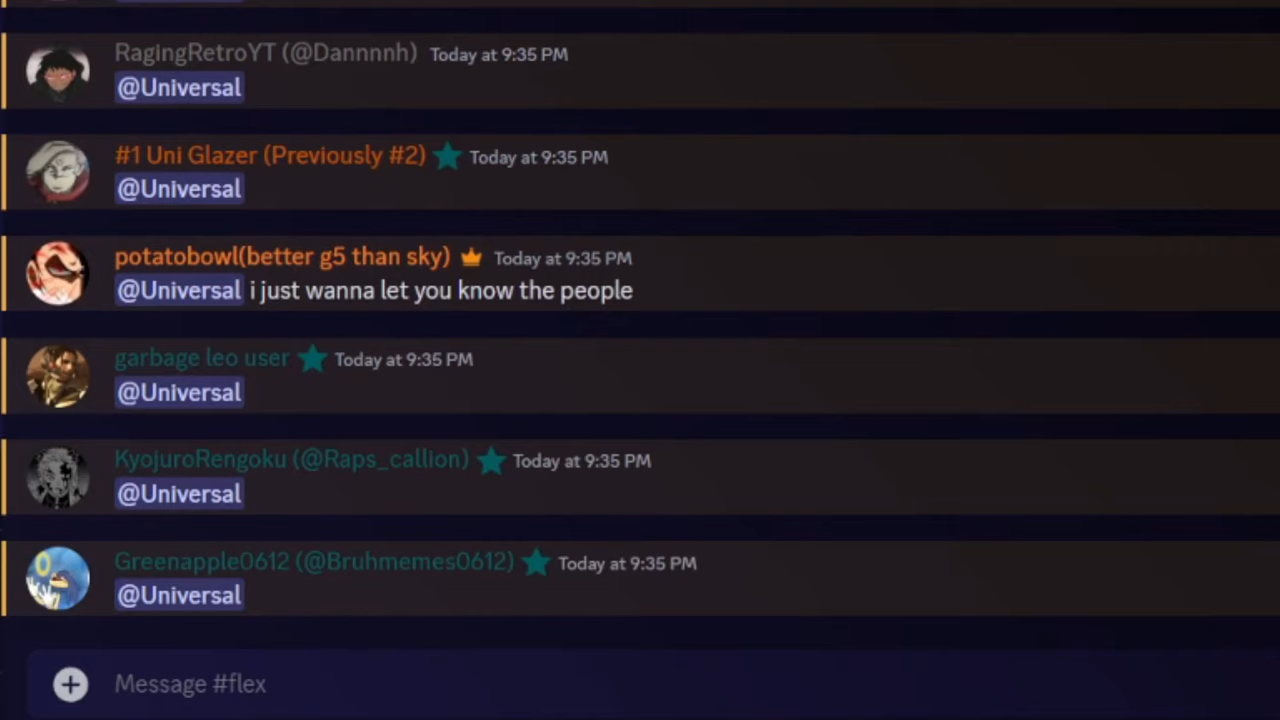 RagingRetroYT (@Dannnnh) Today at 9:35 PM
@Universal
#1 Uni Glazer (Previously #2) Today at 9:35 PM
@Universal
potatobowl(better g5 than sky) Today at 9:35 PM
@Universal i just wanna let you know the people
garbage leo user Today at 9:35 PM
@Universal
KyojuroRengoku (@Raps_callion) Today at 9:35 PM
@Universal
Greenapple0612 (@Bruhmemes0612) Today at 9:35 PM
@Universal
Message #flex